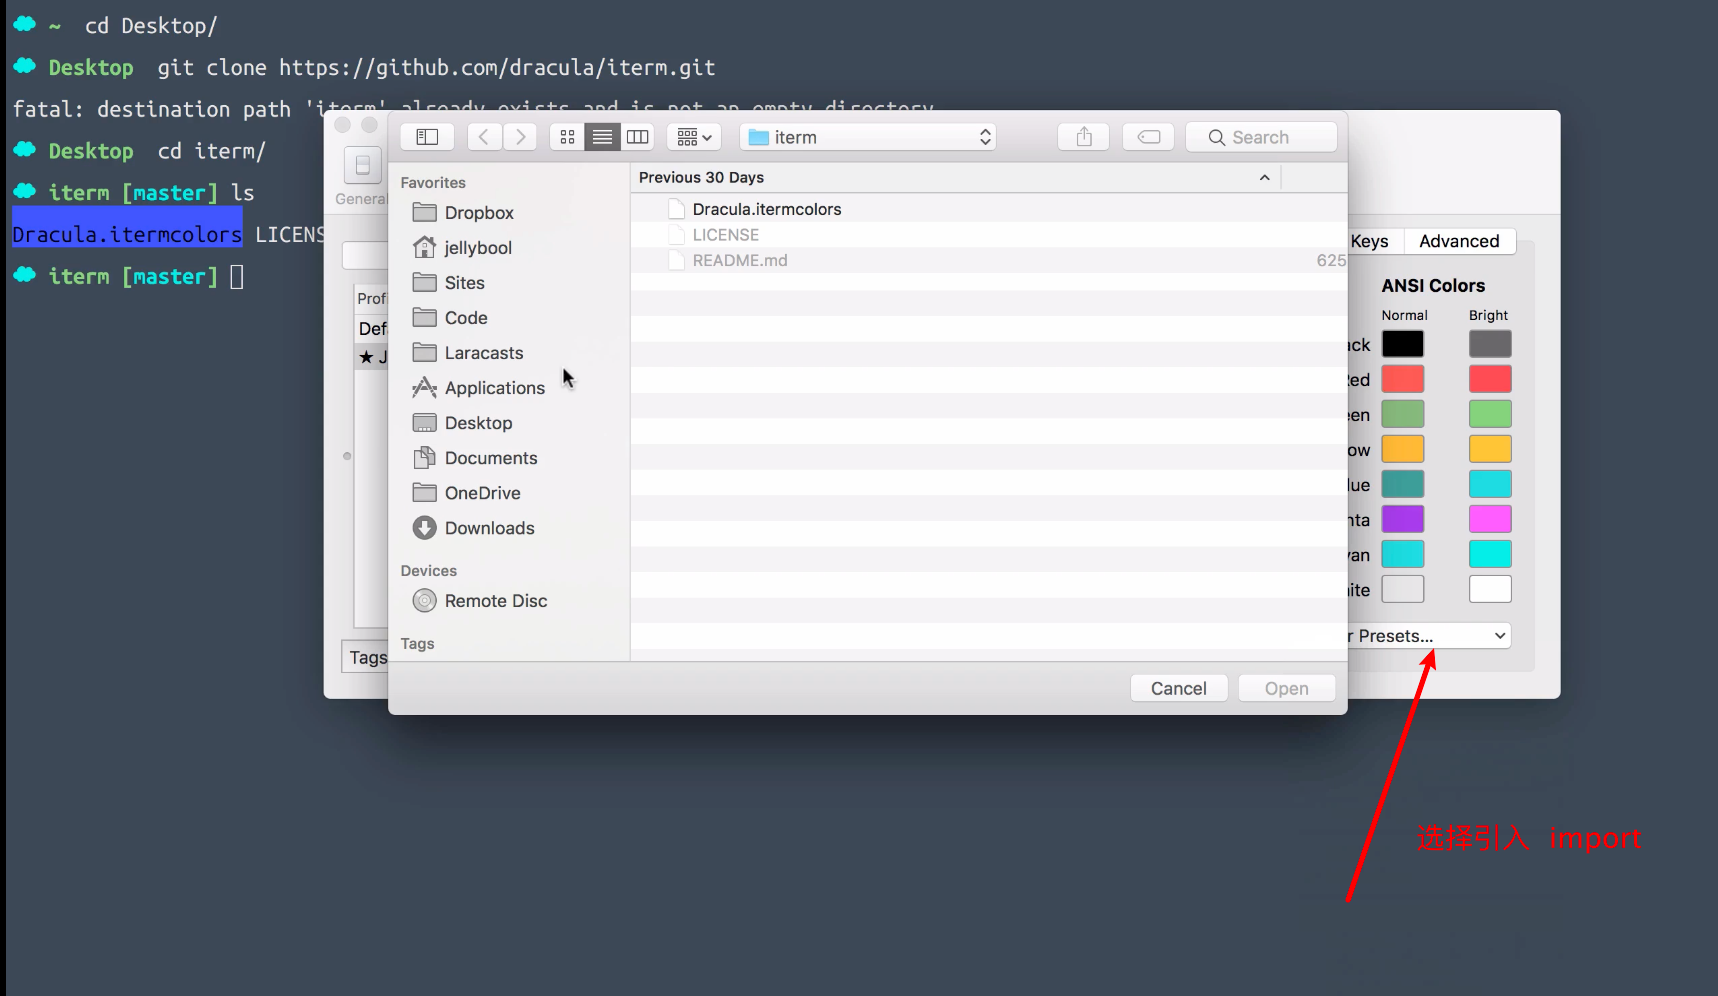 ~ cd Desktop/
Desktop git clone https://github.com/dracula/iterm.git
fatal: destination path 'iterm' already exists and is not an empty directory
Desktop cd iterm/
iterm [master] ls
Dracula.itermcolors LICENS
iterm [master]
iterm
Search
General
Favorites
Dropbox
jellybool
Sites
Code
Laracasts
Applications
Desktop
Documents
OneDrive
Downloads
Devices
Remote Disc
Tags
Previous 30 Days
Dracula.itermcolors
LICENSE
README.md 625
Cancel Open
Prof
Def
★ J
Tags
Keys Advanced
ANSI Colors
Normal Bright
ack
Red
een
ow
lue
nta
yan
ite
r Presets...
选择引入 import